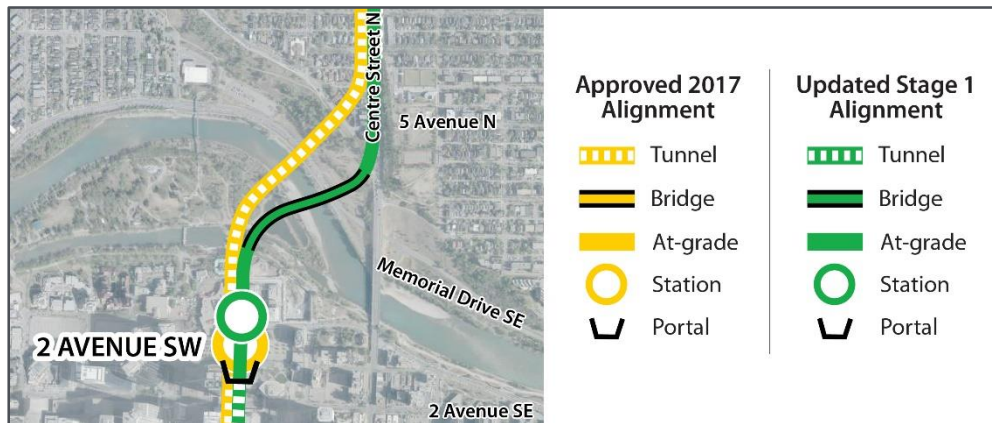 Centre Street N
5 Avenue N
Memorial Drive SE
2 AVENUE SW
2 Avenue SE
Approved 2017
Alignment
Tunnel
Bridge
At-grade
Station
Portal
Updated Stage 1
Alignment
Tunnel
Bridge
At-grade
Station
Portal